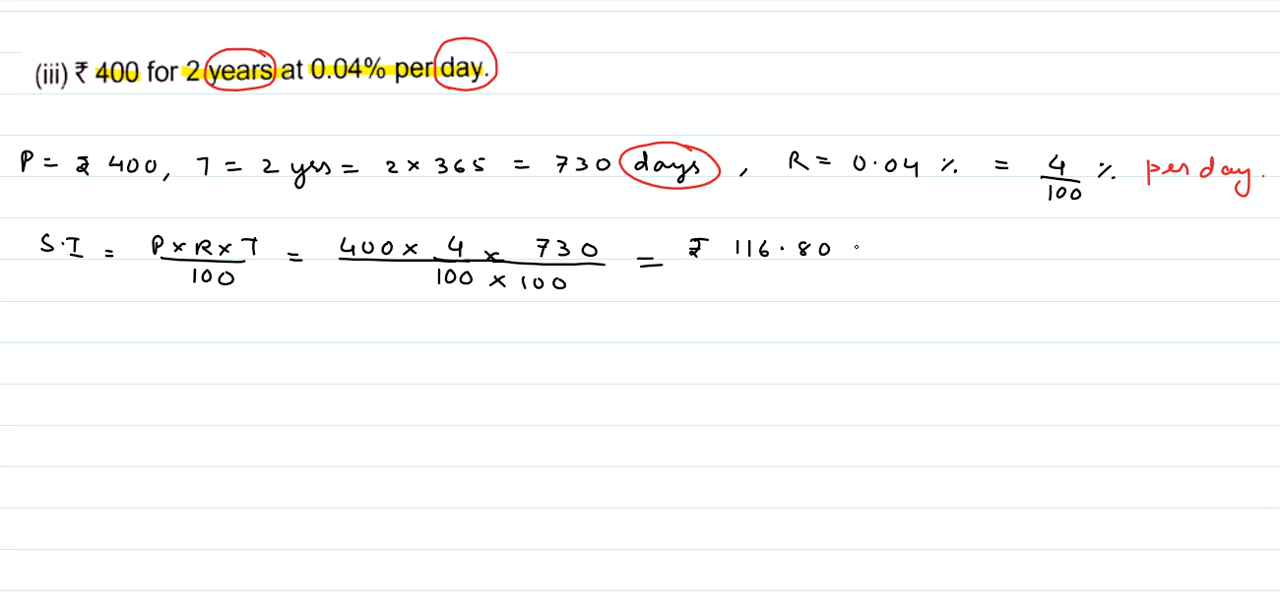 (iii) ₹ 400 for 2 years at 0.04% per day.
P = ₹ 400, T = 2 yrs = 2 × 365 = 730 days, R = 0.04 % = 4/100 % per day.
S.I = P × R × T / 100 = 400 × 4 × 730 / 100 × 100 = ₹ 116.80.